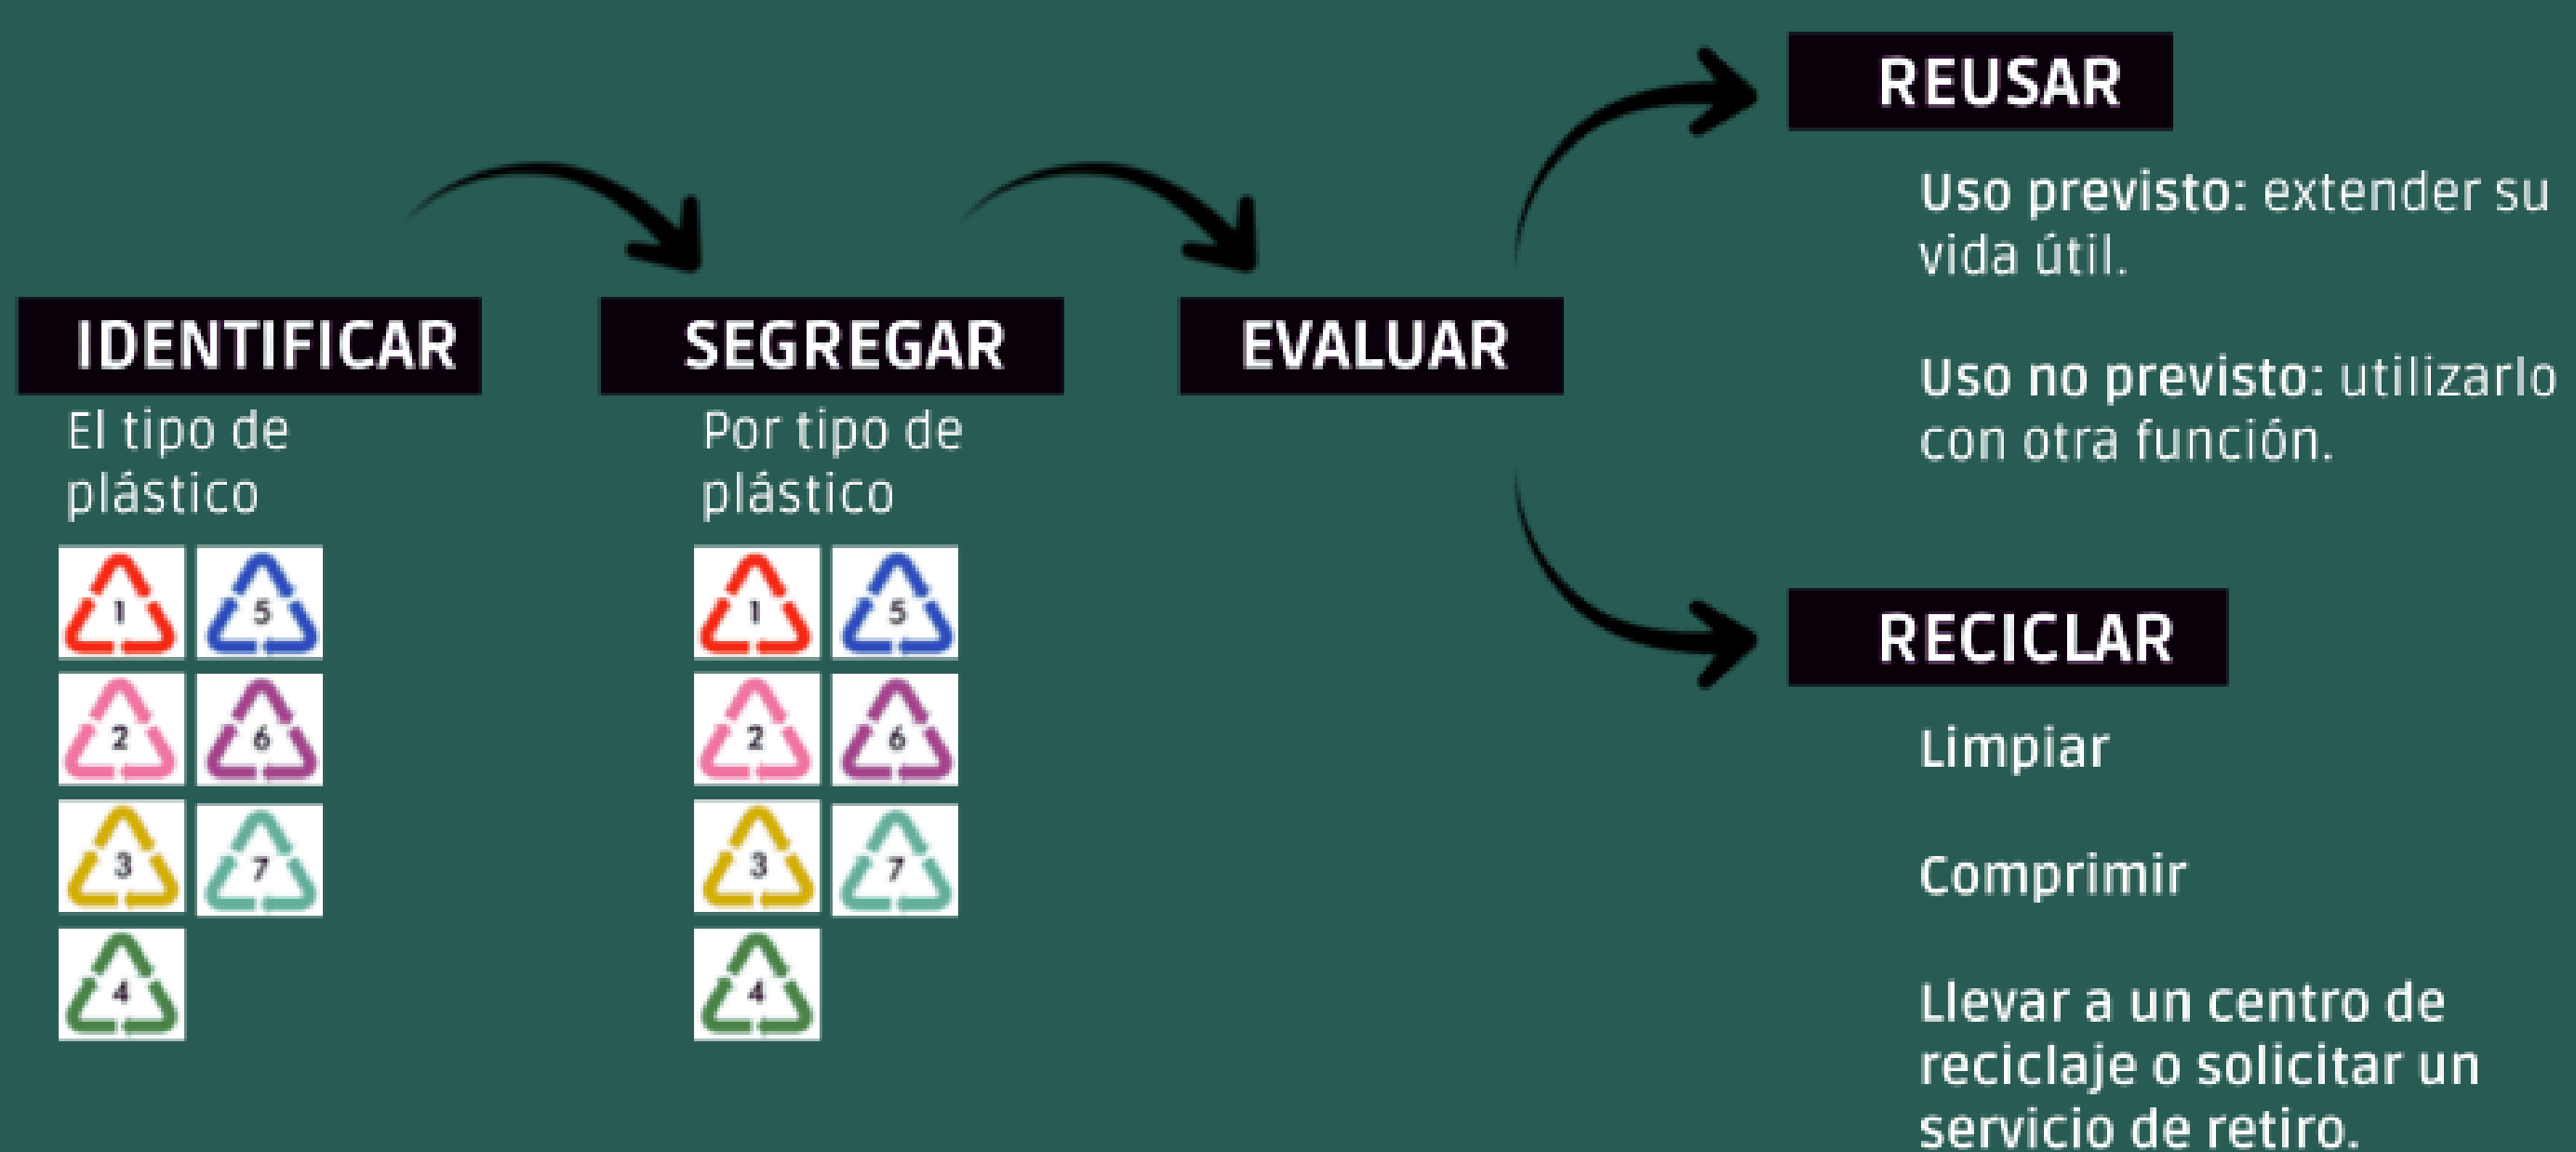 IDENTIFICAR
El tipo de
plástico
1 5
2 6
3 7
4
SEGREGAR
Por tipo de
plástico
1 5
2 6
3 7
4
EVALUAR
REUSAR
Uso previsto: extender su
vida útil.
Uso no previsto: utilizarlo
con otra función.
RECICLAR
Limpiar
Comprimir
Llevar a un centro de
reciclaje o solicitar un
servicio de retiro.